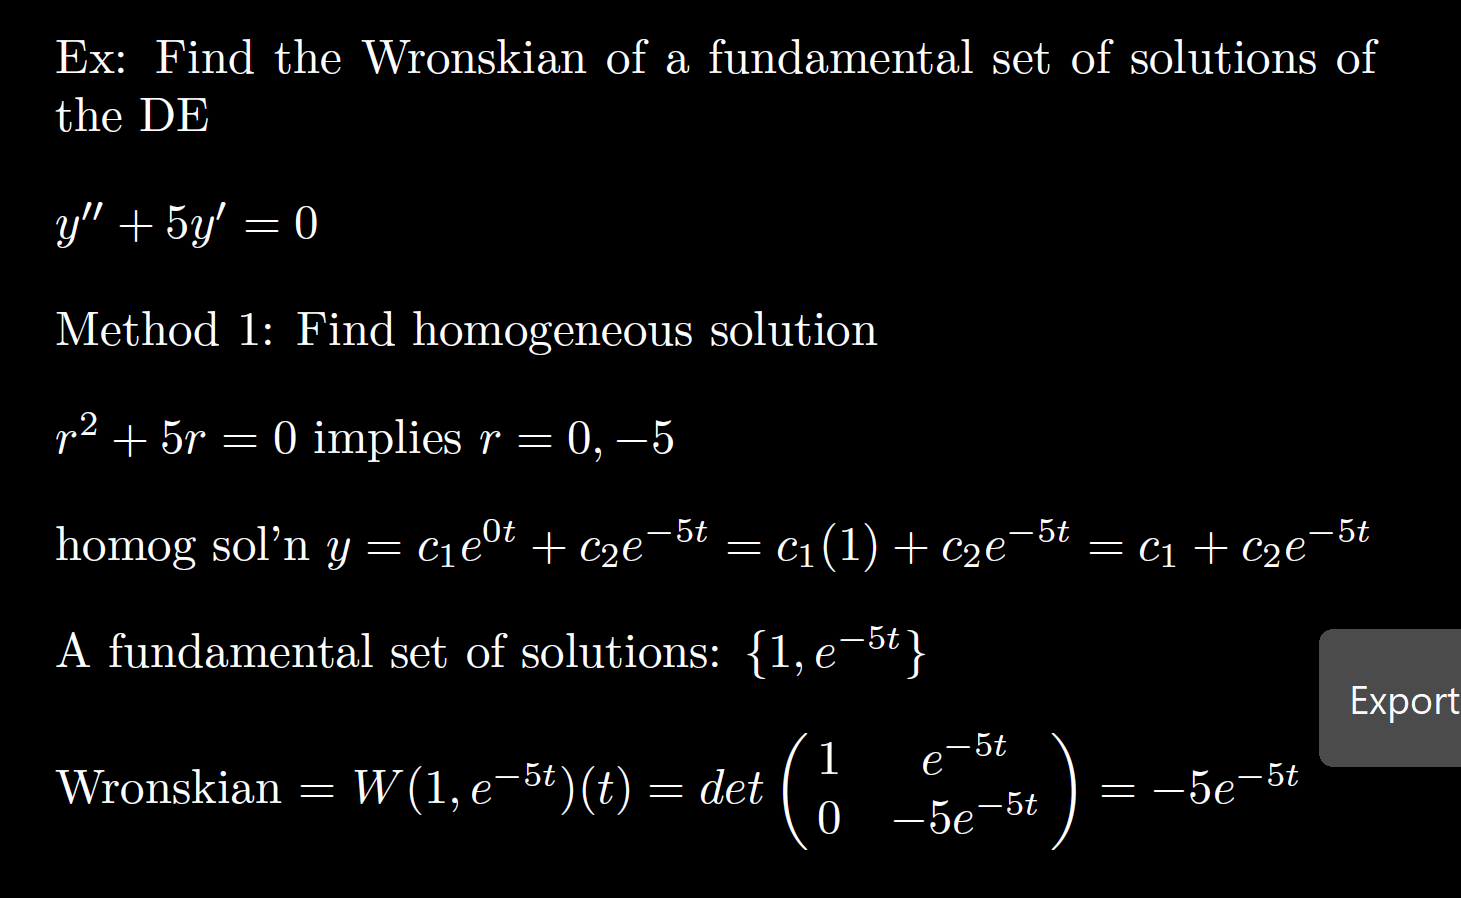 Ex: Find the Wronskian of a fundamental set of solutions of
the DE
y′′ + 5y′ = 0
Method 1: Find homogeneous solution
r² + 5r = 0 implies r = 0, −5
homog sol’n y = c₁e⁰ᵗ + c₂e⁻⁵ᵗ = c₁(1) + c₂e⁻⁵ᵗ = c₁ + c₂e⁻⁵ᵗ
A fundamental set of solutions: {1, e⁻⁵ᵗ}
Export
Wronskian = W(1, e⁻⁵ᵗ)(t) = det ( 1 e⁻⁵ᵗ ; 0 −5e⁻⁵ᵗ ) = −5e⁻⁵ᵗ